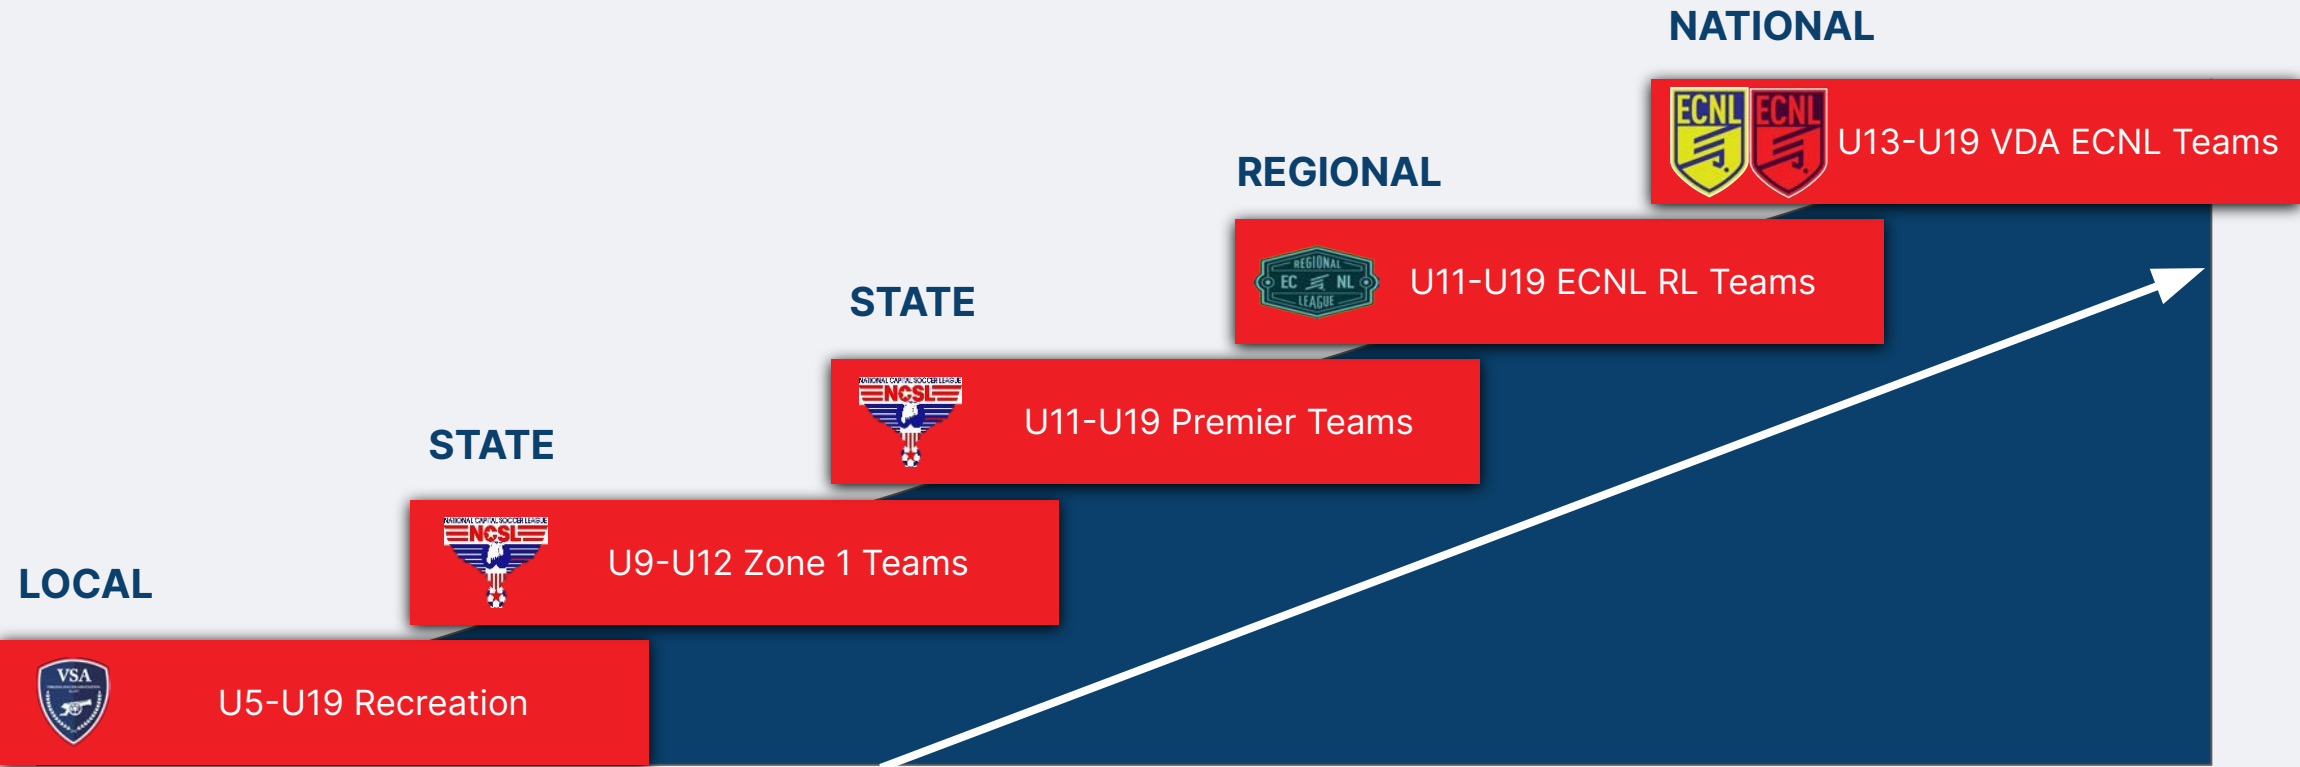 NATIONAL
ECNL
ECNL
U13-U19 VDA ECNL Teams
REGIONAL
REGIONAL
EC NL
LEAGUE
U11-U19 ECNL RL Teams
STATE
NATIONAL CAPITAL SOCCER LEAGUE
NCSL
U11-U19 Premier Teams
STATE
NATIONAL CAPITAL SOCCER LEAGUE
NCSL
U9-U12 Zone 1 Teams
LOCAL
VSA
U5-U19 Recreation